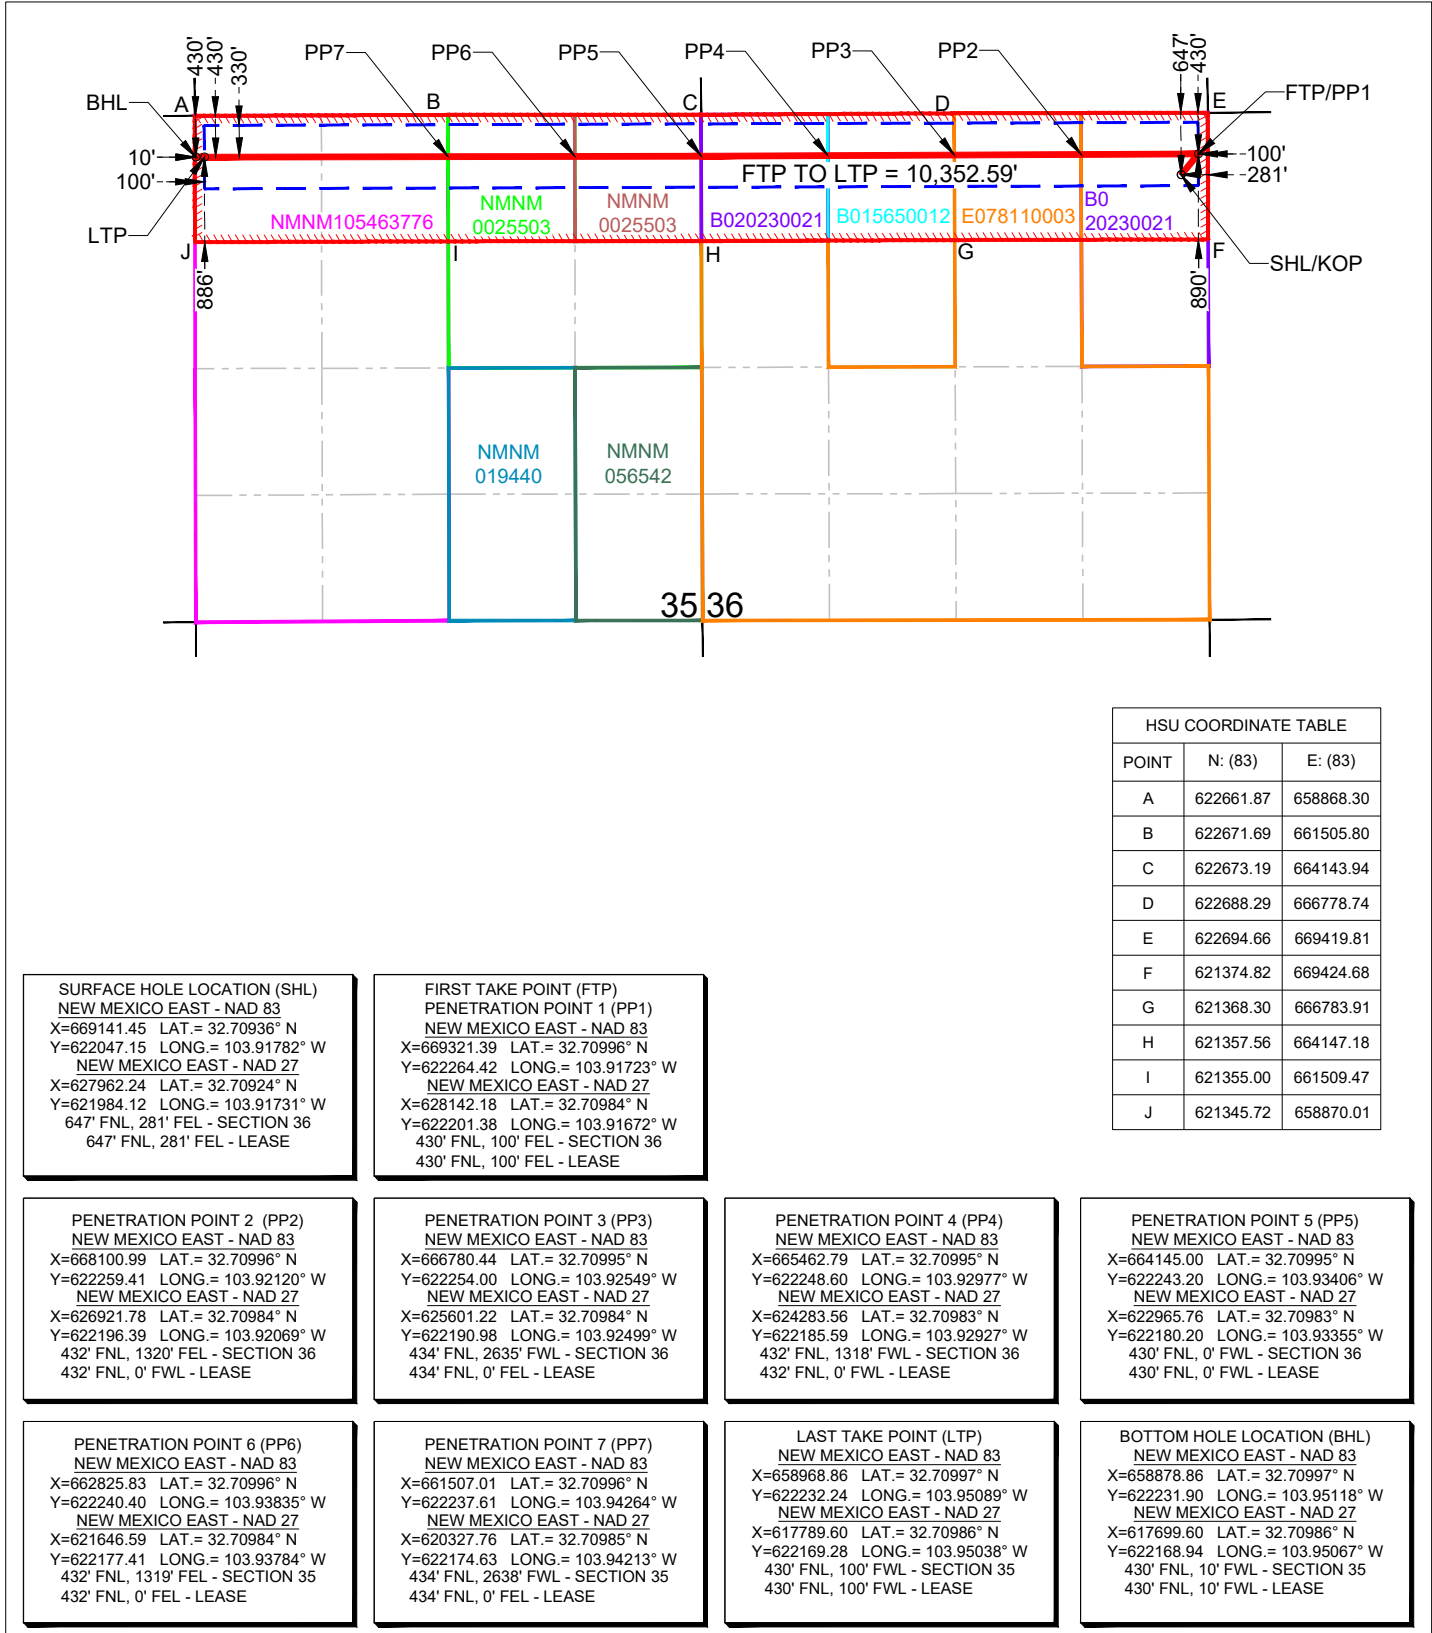 430'
430'
330'
PP7
PP6
PP5
PP4
PP3
PP2
647'
430'
BHL
A
B
C
D
E
FTP/PP1
10'
100'
100'
281'
FTP TO LTP = 10,352.59'
NMNM105463776
NMNM
0025503
NMNM
0025503
B020230021
B015650012
E078110003
B0
20230021
LTP
J
I
H
G
F
SHL/KOP
886'
890'
NMNM
019440
NMNM
056542
35 36
HSU COORDINATE TABLE
POINT N: (83) E: (83)
A 622661.87 658868.30
B 622671.69 661505.80
C 622673.19 664143.94
D 622688.29 666778.74
E 622694.66 669419.81
F 621374.82 669424.68
G 621368.30 666783.91
H 621357.56 664147.18
I 621355.00 661509.47
J 621345.72 658870.01
SURFACE HOLE LOCATION (SHL)
NEW MEXICO EAST - NAD 83
X=669141.45 LAT.= 32.70936° N
Y=622047.15 LONG.= 103.91782° W
NEW MEXICO EAST - NAD 27
X=627962.24 LAT.= 32.70924° N
Y=621984.12 LONG.= 103.91731° W
647' FNL, 281' FEL - SECTION 36
647' FNL, 281' FEL - LEASE
FIRST TAKE POINT (FTP)
PENETRATION POINT 1 (PP1)
NEW MEXICO EAST - NAD 83
X=669321.39 LAT.= 32.70996° N
Y=622264.42 LONG.= 103.91723° W
NEW MEXICO EAST - NAD 27
X=628142.18 LAT.= 32.70984° N
Y=622201.38 LONG.= 103.91672° W
430' FNL, 100' FEL - SECTION 36
430' FNL, 100' FEL - LEASE
PENETRATION POINT 2 (PP2)
NEW MEXICO EAST - NAD 83
X=668100.99 LAT.= 32.70996° N
Y=622259.41 LONG.= 103.92120° W
NEW MEXICO EAST - NAD 27
X=626921.78 LAT.= 32.70984° N
Y=622196.39 LONG.= 103.92069° W
432' FNL, 1320' FEL - SECTION 36
432' FNL, 0' FWL - LEASE
PENETRATION POINT 3 (PP3)
NEW MEXICO EAST - NAD 83
X=666780.44 LAT.= 32.70995° N
Y=622254.00 LONG.= 103.92549° W
NEW MEXICO EAST - NAD 27
X=625601.22 LAT.= 32.70984° N
Y=622190.98 LONG.= 103.92499° W
434' FNL, 2635' FWL - SECTION 36
434' FNL, 0' FEL - LEASE
PENETRATION POINT 4 (PP4)
NEW MEXICO EAST - NAD 83
X=665462.79 LAT.= 32.70995° N
Y=622248.60 LONG.= 103.92977° W
NEW MEXICO EAST - NAD 27
X=624283.56 LAT.= 32.70983° N
Y=622185.59 LONG.= 103.92927° W
432' FNL, 1318' FWL - SECTION 36
432' FNL, 0' FWL - LEASE
PENETRATION POINT 5 (PP5)
NEW MEXICO EAST - NAD 83
X=664145.00 LAT.= 32.70995° N
Y=622243.20 LONG.= 103.93406° W
NEW MEXICO EAST - NAD 27
X=622965.76 LAT.= 32.70983° N
Y=622180.20 LONG.= 103.93355° W
430' FNL, 0' FWL - SECTION 36
430' FNL, 0' FWL - LEASE
PENETRATION POINT 6 (PP6)
NEW MEXICO EAST - NAD 83
X=662825.83 LAT.= 32.70996° N
Y=622240.40 LONG.= 103.93835° W
NEW MEXICO EAST - NAD 27
X=621646.59 LAT.= 32.70984° N
Y=622177.41 LONG.= 103.93784° W
432' FNL, 1319' FEL - SECTION 35
432' FNL, 0' FEL - LEASE
PENETRATION POINT 7 (PP7)
NEW MEXICO EAST - NAD 83
X=661507.01 LAT.= 32.70996° N
Y=622237.61 LONG.= 103.94264° W
NEW MEXICO EAST - NAD 27
X=620327.76 LAT.= 32.70985° N
Y=622174.63 LONG.= 103.94213° W
434' FNL, 2638' FWL - SECTION 35
434' FNL, 0' FEL - LEASE
LAST TAKE POINT (LTP)
NEW MEXICO EAST - NAD 83
X=658968.86 LAT.= 32.70997° N
Y=622232.24 LONG.= 103.95089° W
NEW MEXICO EAST - NAD 27
X=617789.60 LAT.= 32.70986° N
Y=622169.28 LONG.= 103.95038° W
430' FNL, 100' FWL - SECTION 35
430' FNL, 100' FWL - LEASE
BOTTOM HOLE LOCATION (BHL)
NEW MEXICO EAST - NAD 83
X=658878.86 LAT.= 32.70997° N
Y=622231.90 LONG.= 103.95118° W
NEW MEXICO EAST - NAD 27
X=617699.60 LAT.= 32.70986° N
Y=622168.94 LONG.= 103.95067° W
430' FNL, 10' FWL - SECTION 35
430' FNL, 10' FWL - LEASE